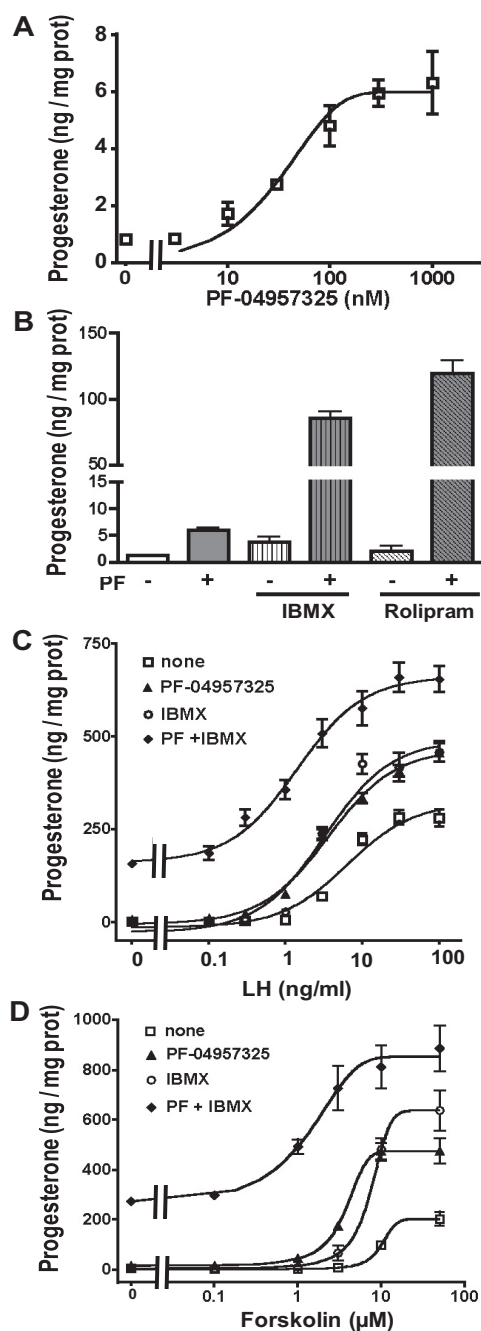 A
Progesterone (ng / mg prot)
8
6
4
2
0
0 10 100 1000
PF-04957325 (nM)
B
Progesterone (ng / mg prot)
150
100
50
15
10
5
0
PF - + - + - +
IBMX Rolipram
C
Progesterone (ng / mg prot)
750
500
250
0
none
PF-04957325
IBMX
PF +IBMX
0 0.1 1 10 100
LH (ng/ml)
D
Progesterone (ng / mg prot)
1000
800
600
400
200
0
none
PF-04957325
IBMX
PF + IBMX
0 0.1 1 10 100
Forskolin (µM)